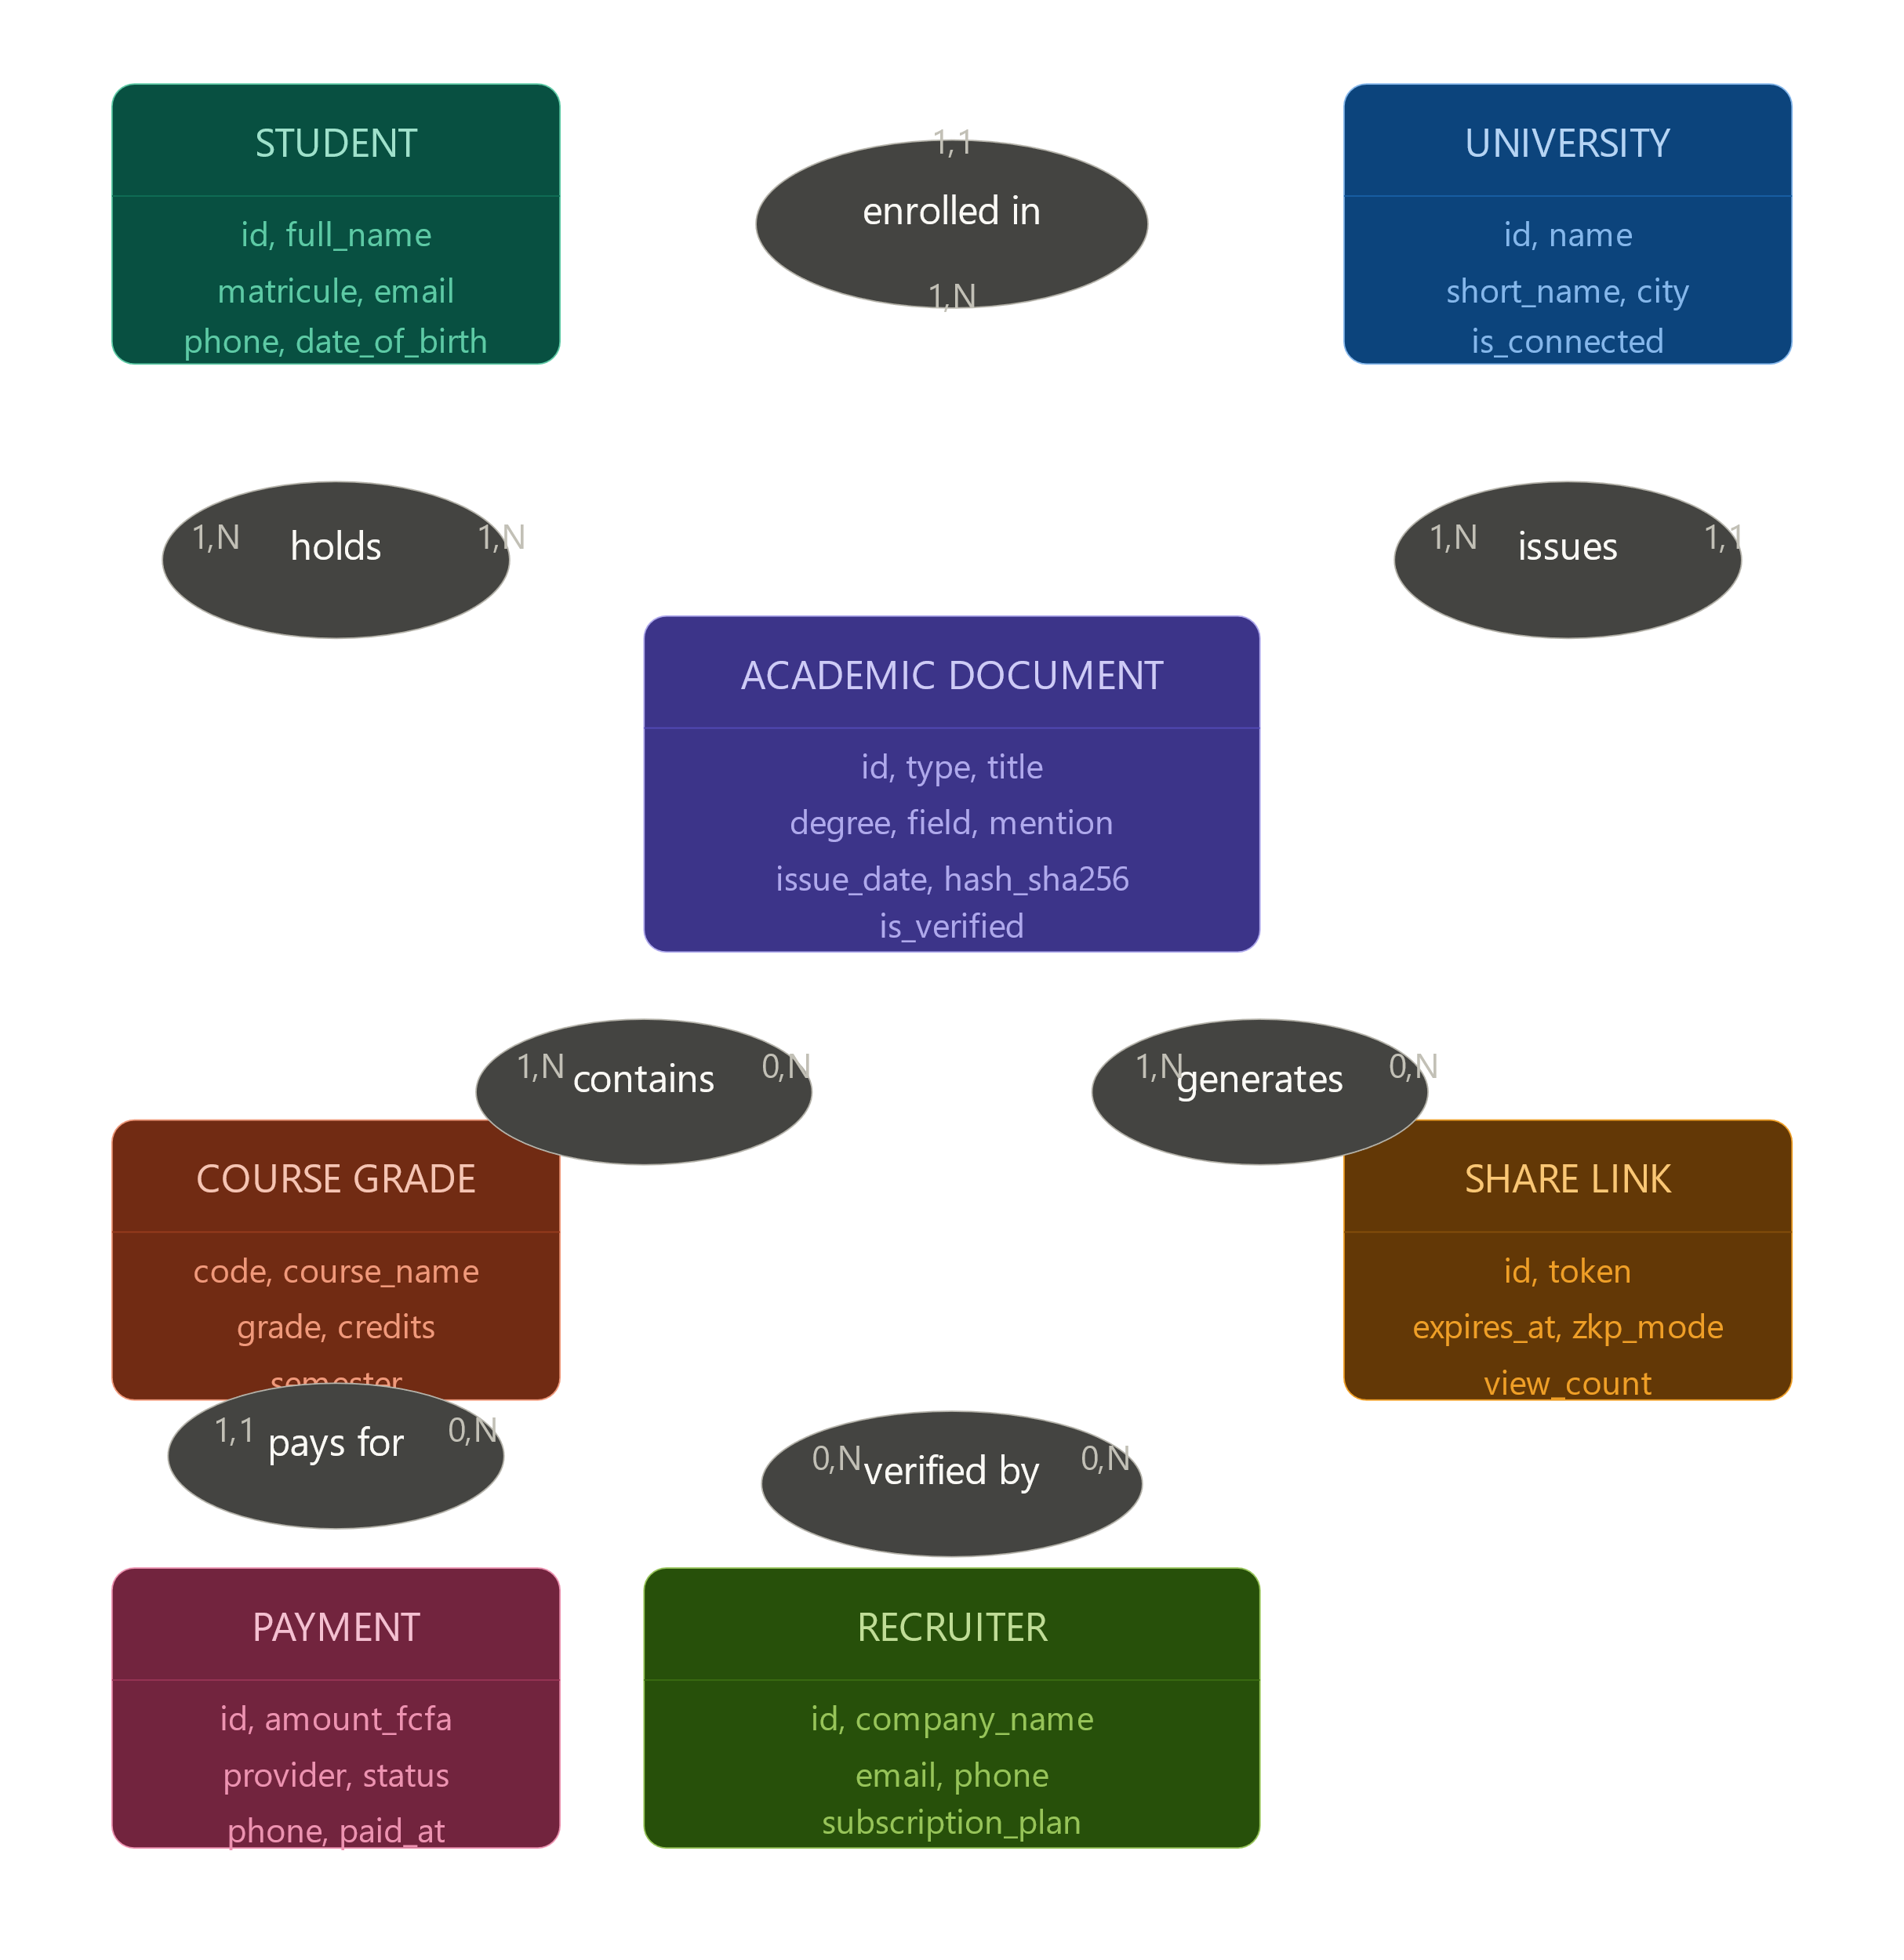 STUDENT
id, full_name
matricule, email
phone, date_of_birth
1,1
enrolled in
1,N
UNIVERSITY
id, name
short_name, city
is_connected
1,N holds 1,N
1,N issues 1,1
ACADEMIC DOCUMENT
id, type, title
degree, field, mention
issue_date, hash_sha256
is_verified
1,N contains 0,N
1,N generates 0,N
COURSE GRADE
code, course_name
grade, credits
semester
SHARE LINK
id, token
expires_at, zkp_mode
view_count
1,1 pays for 0,N
0,N verified by 0,N
PAYMENT
id, amount_fcfa
provider, status
phone, paid_at
RECRUITER
id, company_name
email, phone
subscription_plan